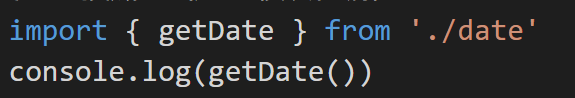 import { getDate } from './date'
console.log(getDate())